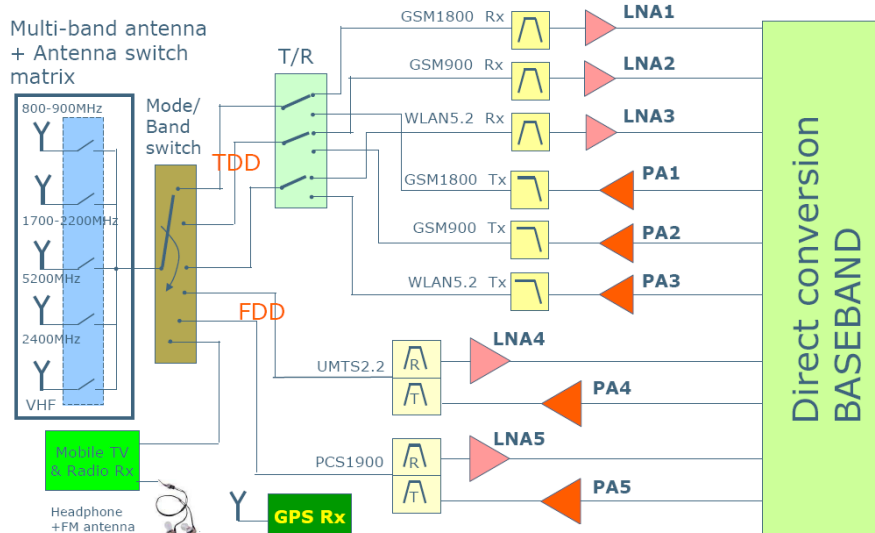 Multi-band antenna
+ Antenna switch
matrix
800-900MHz
1700-2200MHz
5200MHz
2400MHz
VHF
Mode/
Band
switch
TDD
FDD
T/R
GSM1800 Rx
LNA1
GSM900 Rx
LNA2
WLAN5.2 Rx
LNA3
GSM1800 Tx
PA1
GSM900 Tx
PA2
WLAN5.2 Tx
PA3
UMTS2.2
R
T
LNA4
PA4
PCS1900
R
T
LNA5
PA5
Direct conversion
BASEBAND
Mobile TV
& Radio Rx
Headphone
+FM antenna
GPS Rx